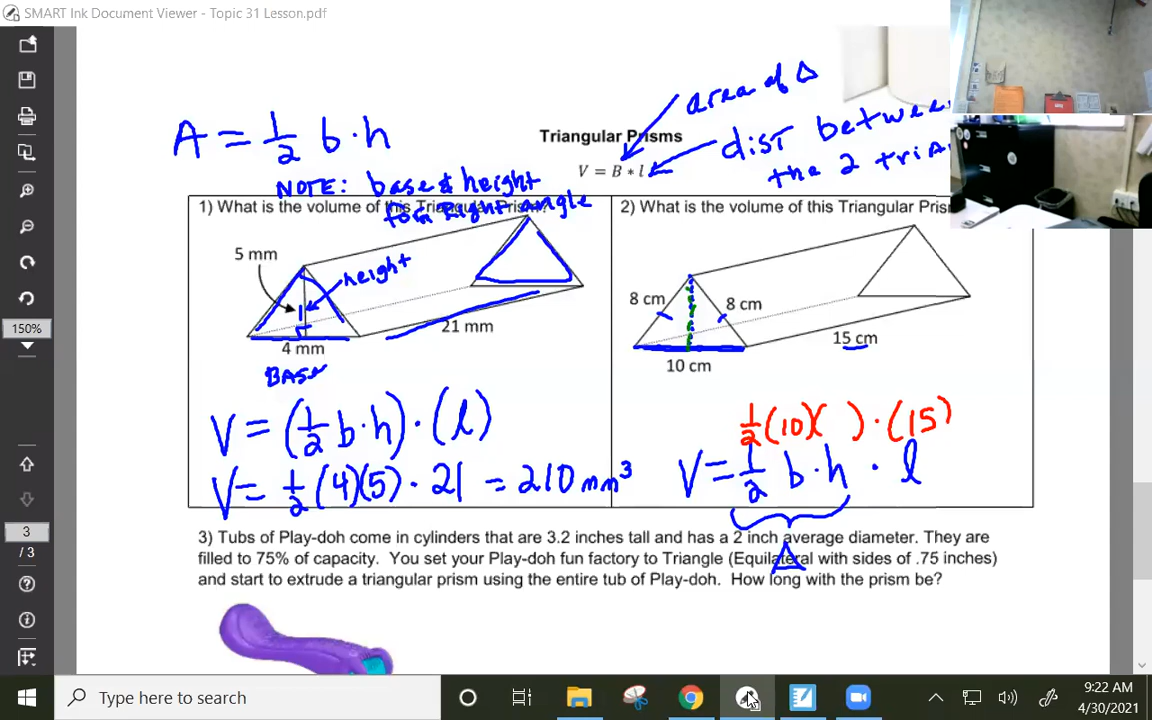 SMART Ink Document Viewer - Topic 31 Lesson.pdf
area of Δ
A = 1/2 b·h
Triangular Prisms
dist between
V = B * l
the 2 tria
NOTE: base & height
form Right Angle
1) What is the volume of this Triangular Prism?
2) What is the volume of this Triangular Pris
5 mm
height
21 mm
4 mm
BASE
8 cm
8 cm
15 cm
10 cm
V = (1/2 b·h)·(l)
V = 1/2 (4)(5)·21 = 210 mm³
1/2 (10)( )·(15)
V = 1/2 b·h·l
Δ
3) Tubs of Play-doh come in cylinders that are 3.2 inches tall and has a 2 inch average diameter. They are
filled to 75% of capacity. You set your Play-doh fun factory to Triangle (Equilateral with sides of .75 inches)
and start to extrude a triangular prism using the entire tub of Play-doh. How long with the prism be?
150%
3
/ 3
Type here to search
9:22 AM
4/30/2021